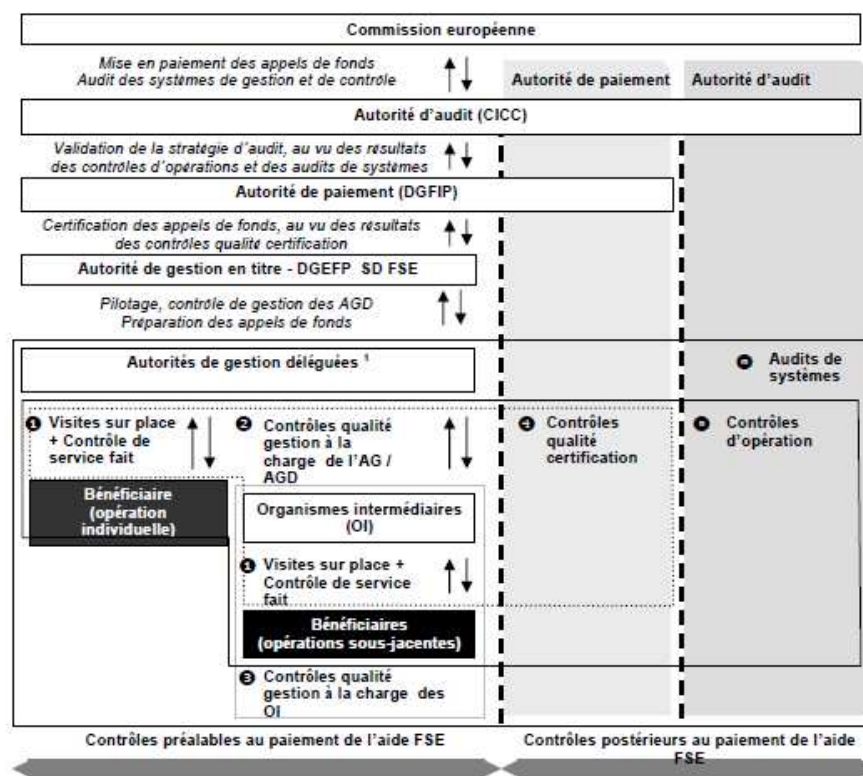 Commission européenne
Mise en paiement des appels de fonds
Audit des systèmes de gestion et de contrôle
Autorité de paiement
Autorité d'audit
Autorité d'audit (CICC)
Validation de la stratégie d'audit, au vu des résultats
des contrôles d'opérations et des audits de systèmes
Autorité de paiement (DGFIP)
Certification des appels de fonds, au vu des résultats
des contrôles qualité certification
Autorité de gestion en titre - DGEFP SD FSE
Pilotage, contrôle de gestion des AGD
Préparation des appels de fonds
Autorités de gestion déléguées ¹
Audits de
systèmes
❶ Visites sur place
+ Contrôle de
service fait
❷ Contrôles qualité
gestion à la
charge de l'AG /
AGD
❹ Contrôles
qualité
certification
Contrôles
d'opération
Bénéficiaire
(opération
individuelle)
Organismes intermédiaires
(OI)
❶ Visites sur place +
Contrôle de service
fait
Bénéficiaires
(opérations sous-jacentes)
❸ Contrôles qualité
gestion à la charge des
OI
Contrôles préalables au paiement de l'aide FSE
Contrôles postérieurs au paiement de l'aide
FSE